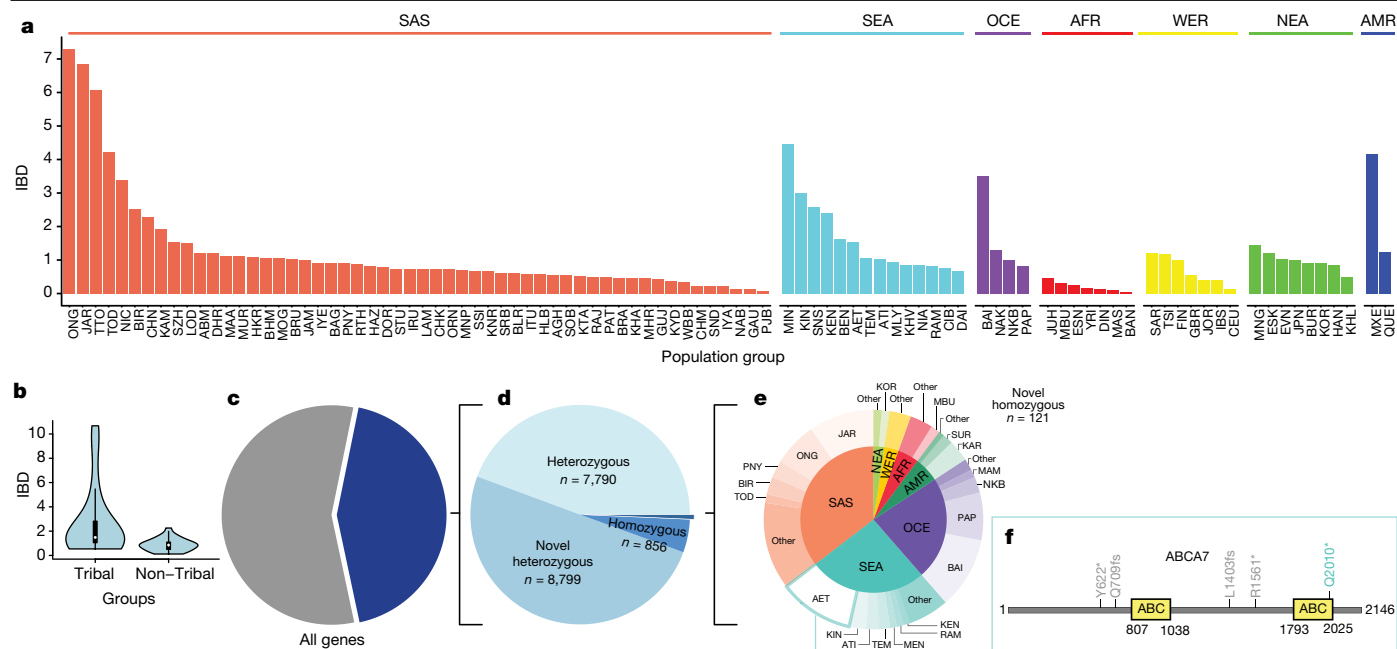 a
SAS SEA OCE AFR WER NEA AMR
IBD
7
6
5
4
3
2
1
0
ONG JAR TTO TOD NIC BIR CHN KAM SZH LOD ABM DHR MAA MUR HKR BHM MOG BRU JAM IYE BAG PNY RTH HAZ DOR STU IRU LAM CHK ORN MNP SSI KNR SRB BLB ITU HLB AGH SOB KTA RAJ PAT BRA KHA MHR GUJ KYD WBB CHM SND IYA NAB GAU PJB
MIN KIN SNS KEN BEN AET TEM ATI MLY KHV NIA RAM CIB DAI
BAI NAK NKB PAP
JUH MBU ESN YRI DIN MAS BAN
SAR TSI FIN GBR JOR IBS CEU
MNG ESK EVN JPN BUR KOR HAN KHL
MXE QUE
Population group
b
IBD
10
8
6
4
2
0
Tribal Non–Tribal
Groups
c
All genes
d
Heterozygous
n = 7,790
Homozygous
n = 856
Novel
heterozygous
n = 8,799
e
Novel
homozygous
n = 121
SAS
NEA
WER
AFR
AMR
OCE
SEA
JAR
ONG
PNY
BIR
TOD
Other
AET
KIN
ATI
TEM
MEN
RAM
KEN
Other
BAI
PAP
NKB
MAM
Other
KAR
SUR
Other
MBU
Other
Other
KOR
Other
f
ABCA7
Y622*
Q709fs
L1403fs
R1561*
Q2010*
1 ABC ABC 2146
807 1038 1793 2025